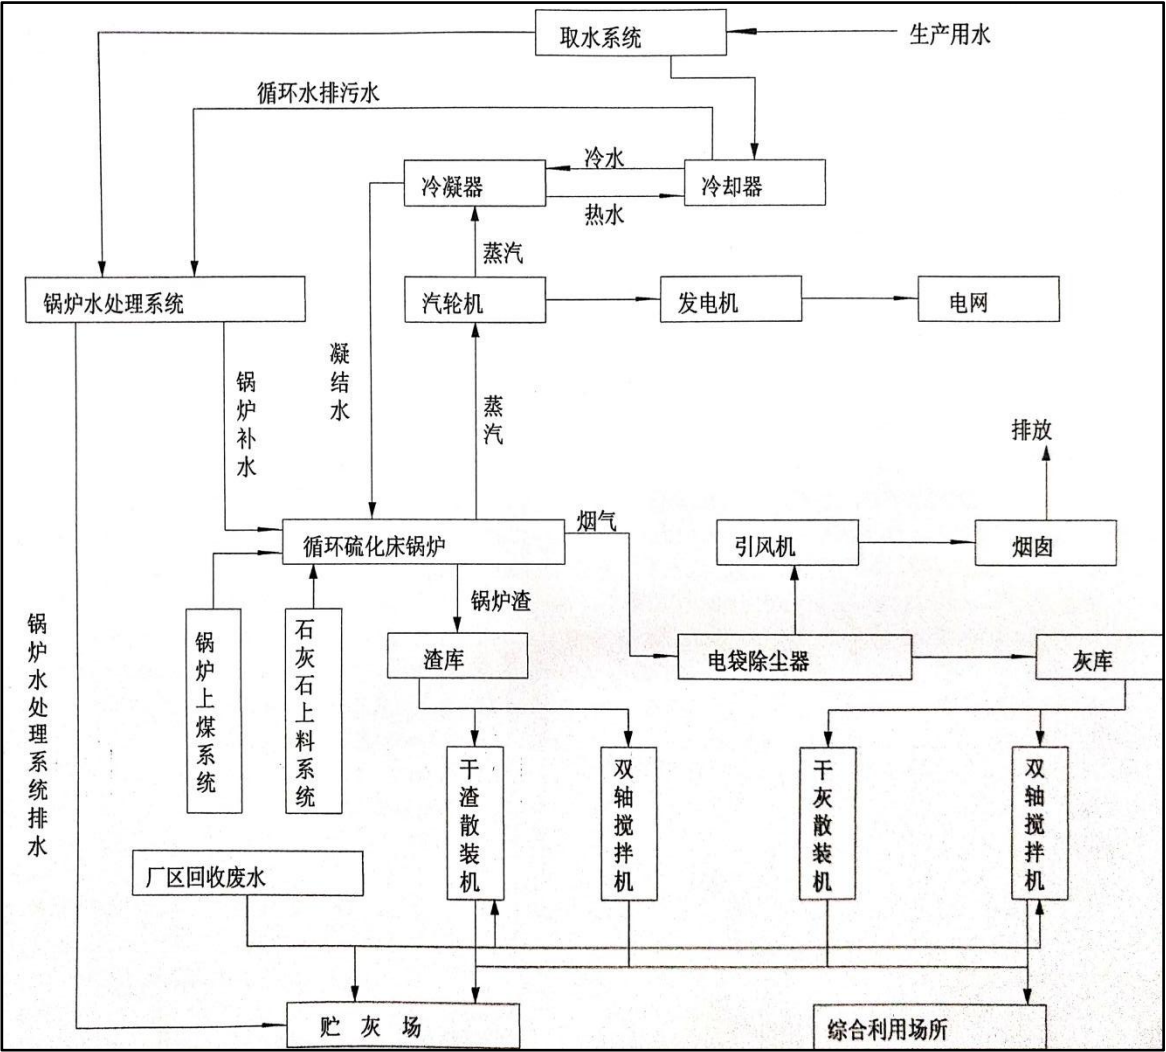 取水系统
生产用水
循环水排污水
冷水
冷凝器
冷却器
热水
蒸汽
锅炉水处理系统
汽轮机
发电机
电网
凝结水
锅炉补水
蒸汽
排放
烟气
循环硫化床锅炉
引风机
烟囱
锅炉渣
锅炉水处理系统排水
锅炉上煤系统
石灰石上料系统
渣库
电袋除尘器
灰库
干渣散装机
双轴搅拌机
干灰散装机
双轴搅拌机
厂区回收废水
贮灰场
综合利用场所